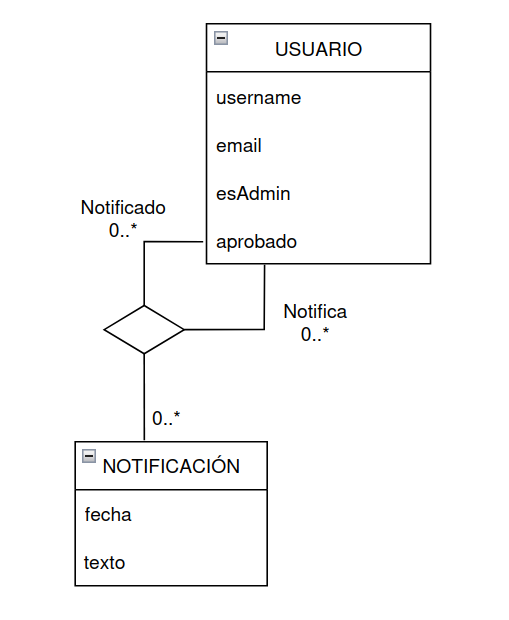 USUARIO
username
email
esAdmin
aprobado
Notificado
0..*
Notifica
0..*
0..*
NOTIFICACIÓN
fecha
texto